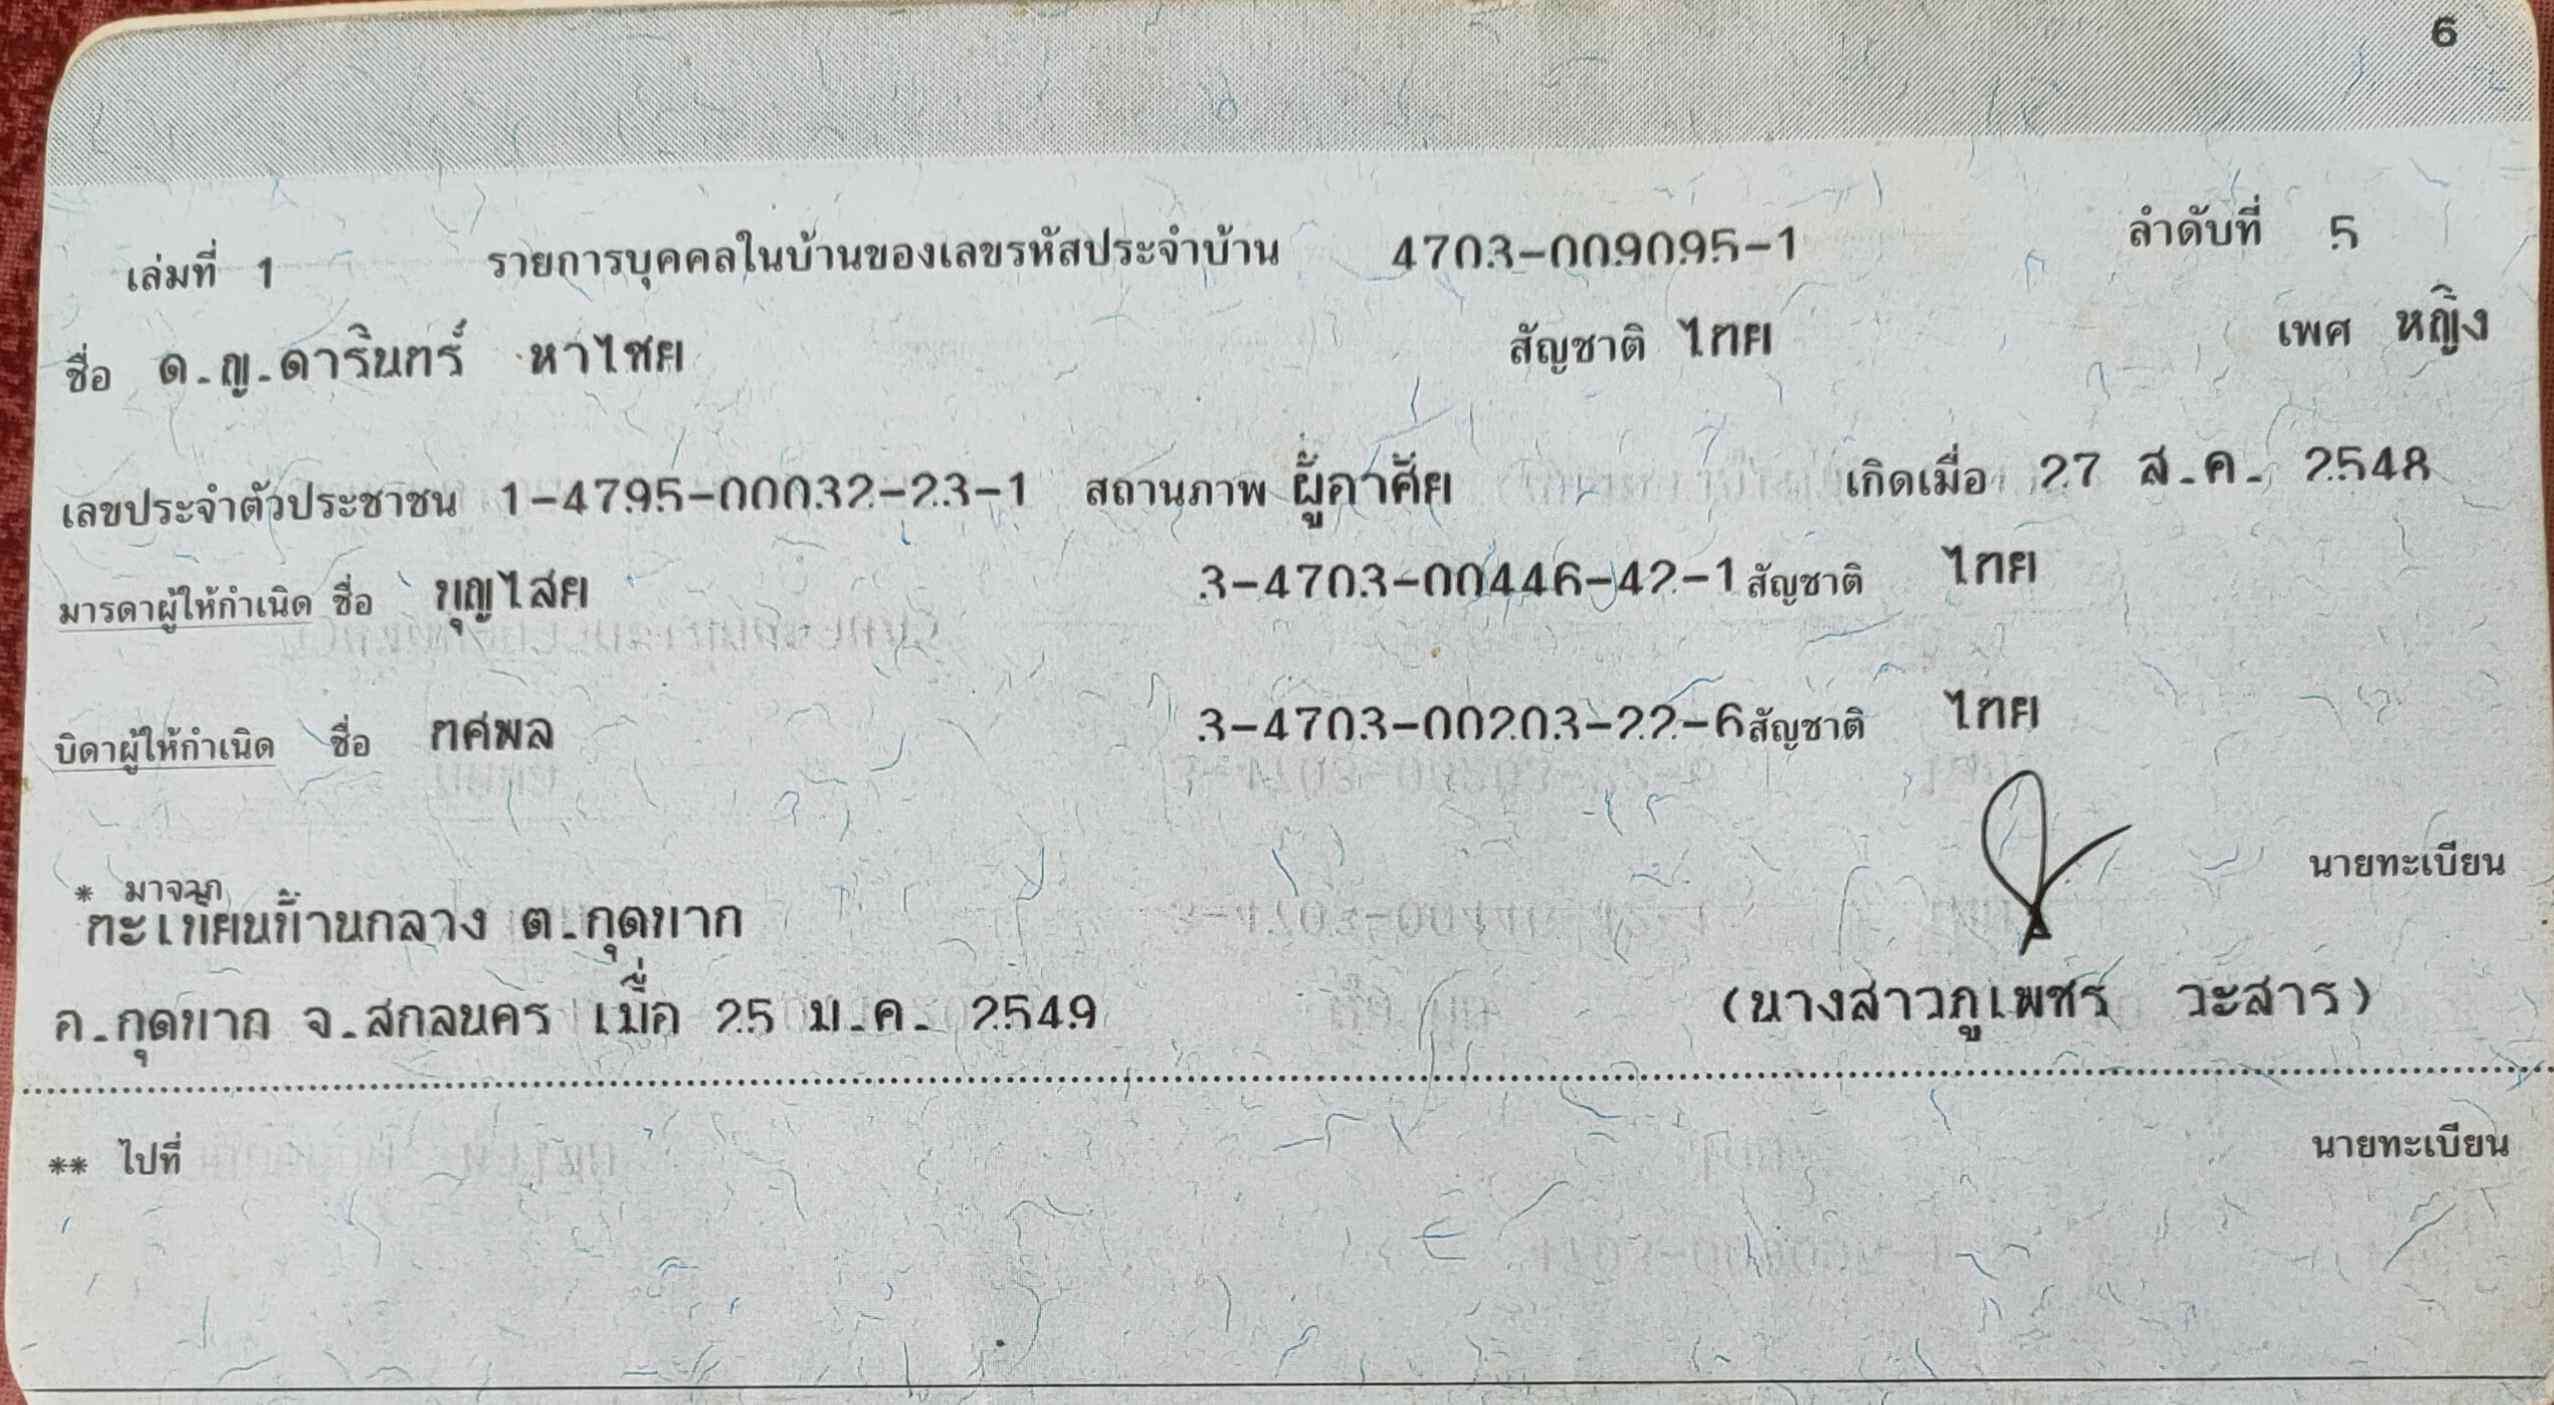 6
เล่มที่ 1 รายการบุคคลในบ้านของเลขรหัสประจำบ้าน 4703-009095-1 ลำดับที่ 5
ชื่อ ด.ญ.ดารินทร์ หาไชย สัญชาติ ไทย เพศ หญิง
เลขประจำตัวประชาชน 1-4795-00032-23-1 สถานภาพ ผู้อาศัย เกิดเมื่อ 27 ส.ค. 2548
มารดาผู้ให้กำเนิด ชื่อ บุญไสย 3-4703-00446-42-1 สัญชาติ ไทย
บิดาผู้ให้กำเนิด ชื่อ ทศพล 3-4703-00203-22-6 สัญชาติ ไทย
* มาจาก นายทะเบียน
ทะเบียนบ้านกลาง ต.กุดบาก
อ.กุดบาก จ.สกลนคร เมื่อ 25 ม.ค. 2549 (นางสาวภูเพชร วะสาร)
** ไปที่ นายทะเบียน